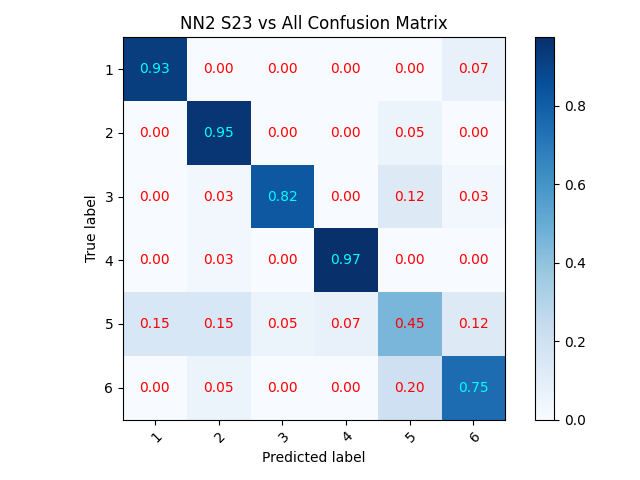 NN2 S23 vs All Confusion Matrix
True label
1 0.93 0.00 0.00 0.00 0.00 0.07
2 0.00 0.95 0.00 0.00 0.05 0.00
3 0.00 0.03 0.82 0.00 0.12 0.03
4 0.00 0.03 0.00 0.97 0.00 0.00
5 0.15 0.15 0.05 0.07 0.45 0.12
6 0.00 0.05 0.00 0.00 0.20 0.75
1 2 3 4 5 6
Predicted label
0.8
0.6
0.4
0.2
0.0